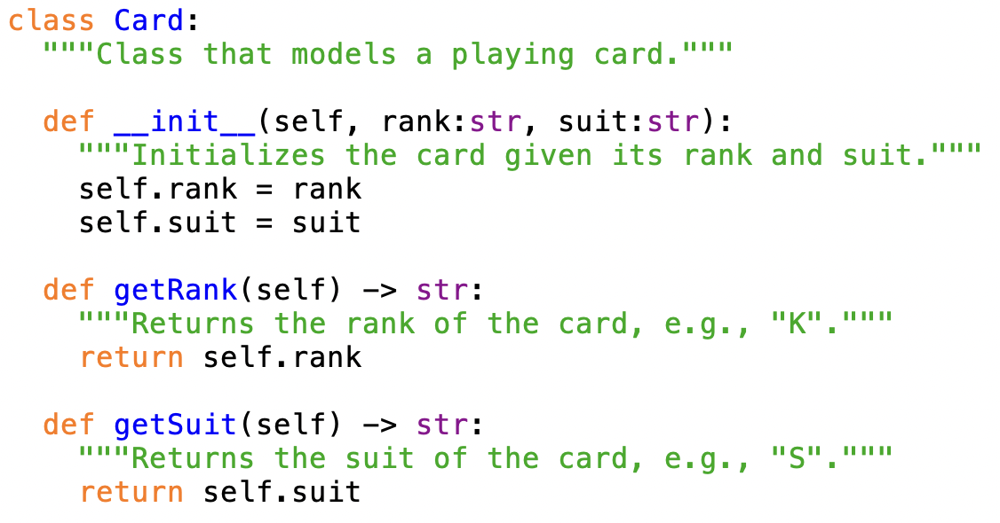 class Card:
  """Class that models a playing card."""

  def __init__(self, rank:str, suit:str):
    """Initializes the card given its rank and suit."""
    self.rank = rank
    self.suit = suit

  def getRank(self) -> str:
    """Returns the rank of the card, e.g., "K"."""
    return self.rank

  def getSuit(self) -> str:
    """Returns the suit of the card, e.g., "S"."""
    return self.suit